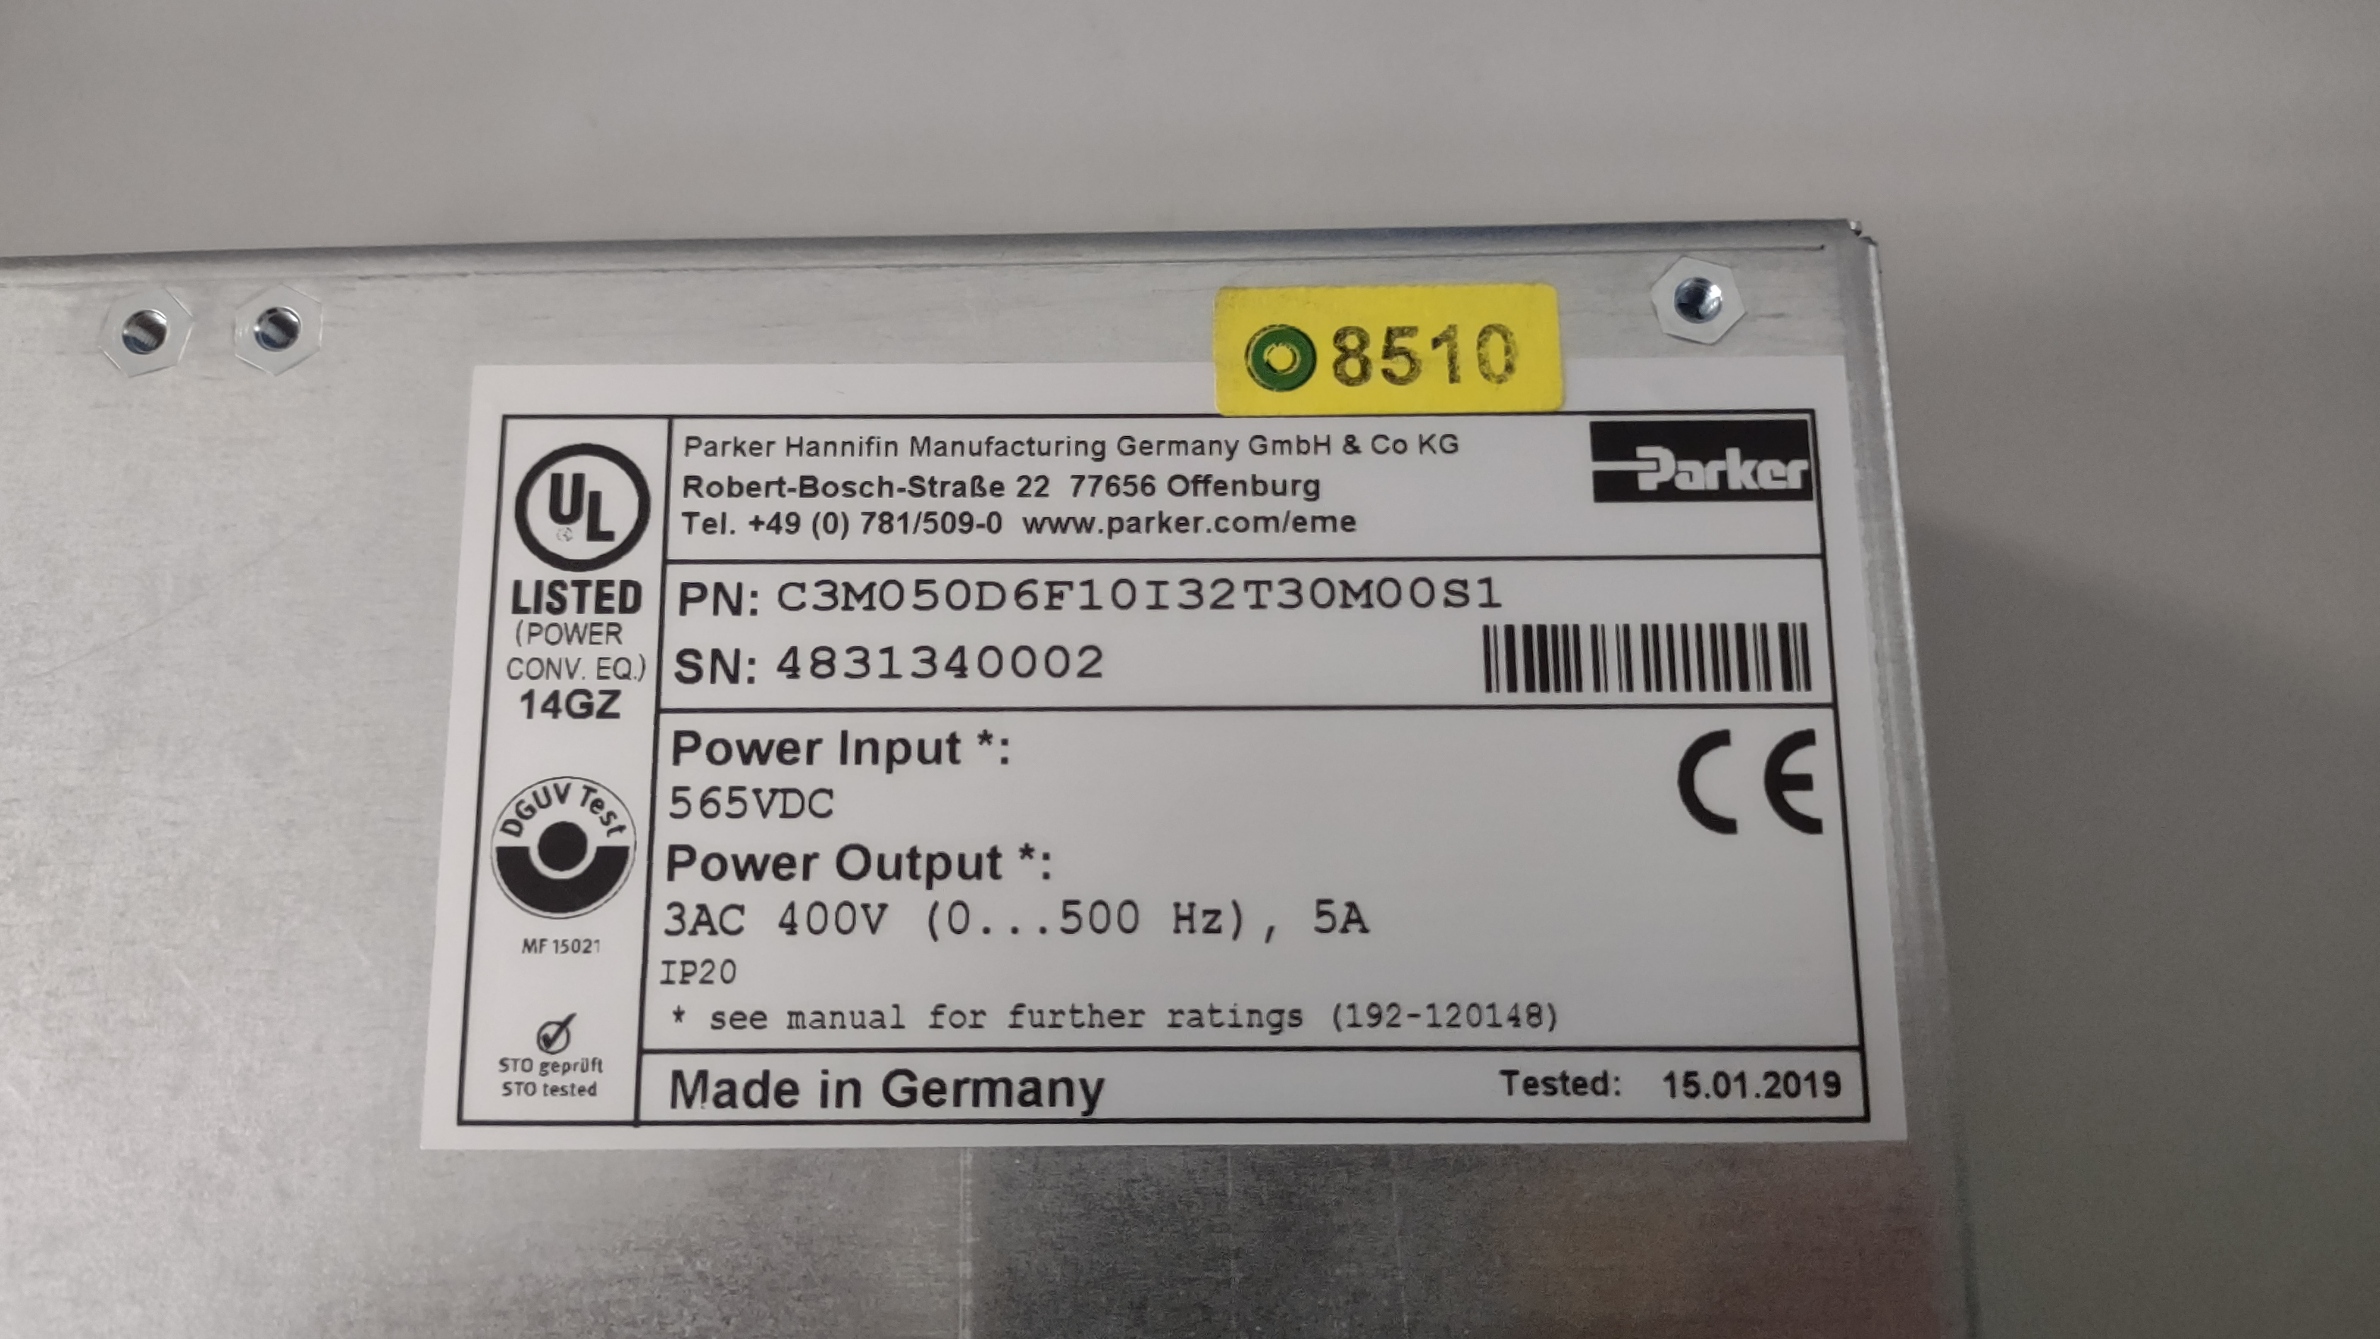 8510
Parker Hannifin Manufacturing Germany GmbH & Co KG
Robert-Bosch-Straße 22 77656 Offenburg
Tel. +49 (0) 781/509-0 www.parker.com/eme
Parker
UL
LISTED
(POWER
CONV. EQ.)
14GZ
PN: C3M050D6F10I32T30M00S1
SN: 4831340002
Power Input *:
565VDC
CE
Power Output *:
3AC 400V (0...500 Hz), 5A
IP20
* see manual for further ratings (192-120148)
DGUV Test
MF 15021
STO geprüft
STO tested
Made in Germany
Tested: 15.01.2019